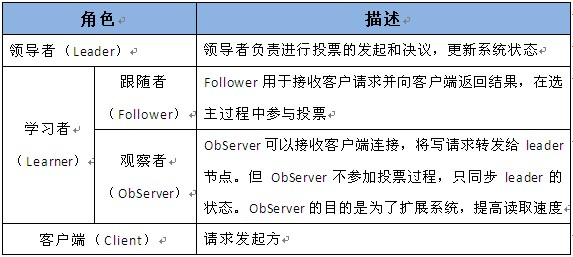 角色 描述
领导者（Leader） 领导者负责进行投票的发起和决议，更新系统状态
学习者
（Learner）
跟随者
（Follower）
Follower 用于接收客户请求并向客户端返回结果，在选
主过程中参与投票
观察者
（ObServer）
ObServer 可以接收客户端连接，将写请求转发给 leader
节点。但 ObServer 不参加投票过程，只同步 leader 的
状态。ObServer 的目的是为了扩展系统，提高读取速度
客户端（Client） 请求发起方